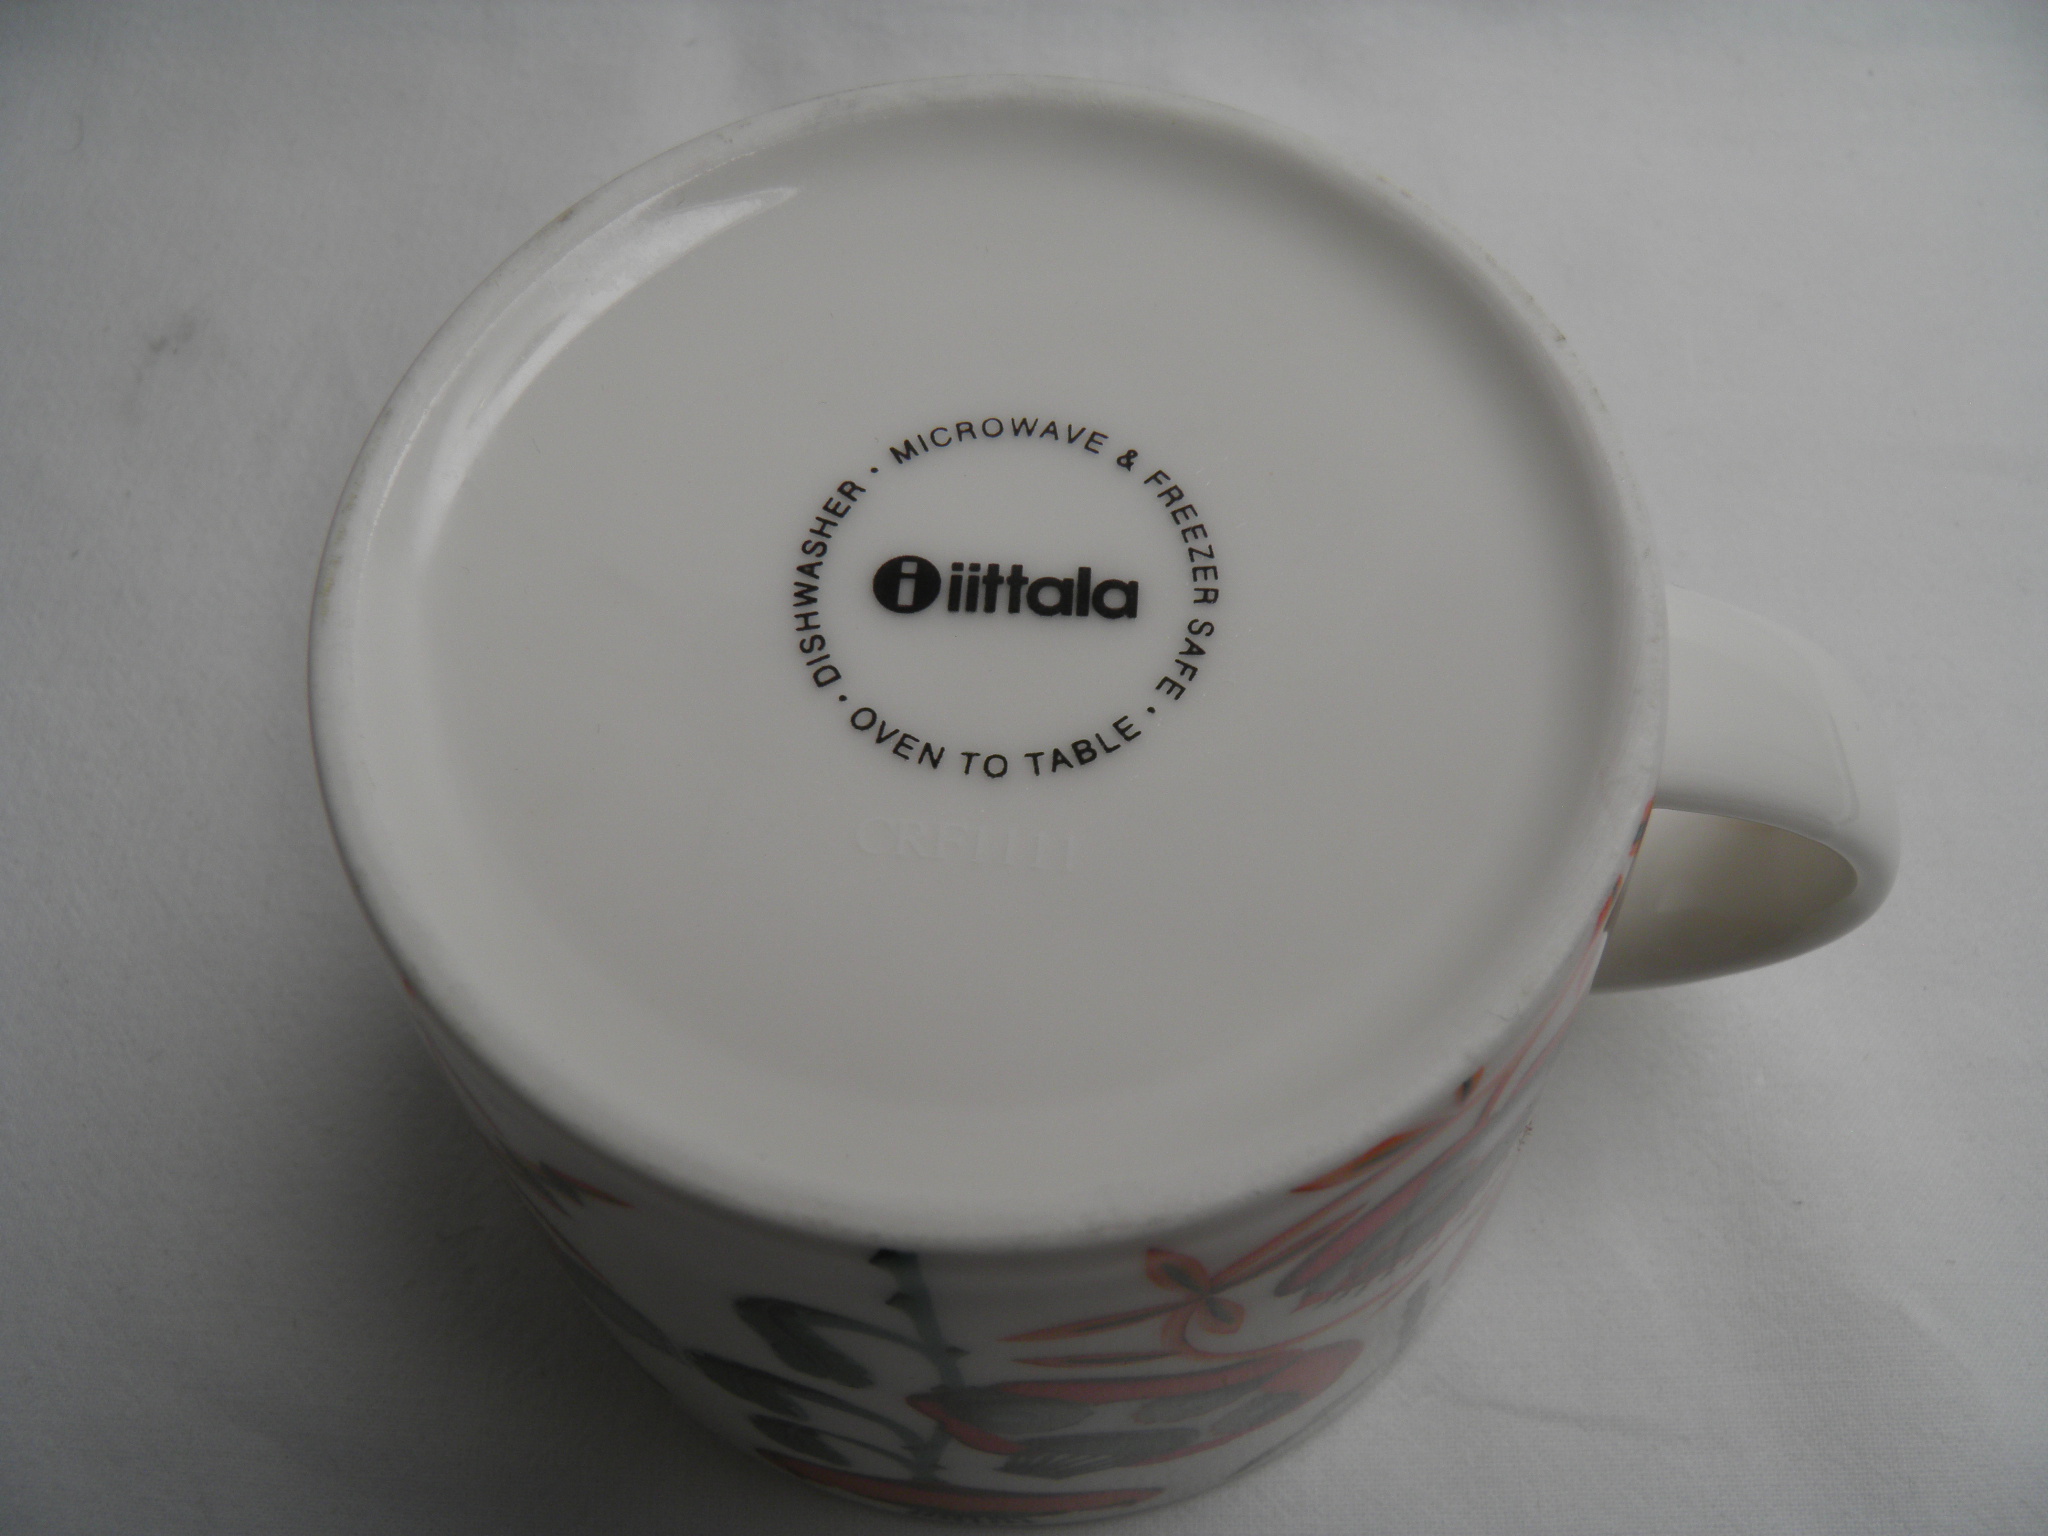 DISHWASHER • MICROWAVE & FREEZER SAFE •
iittala
OVEN TO TABLE •